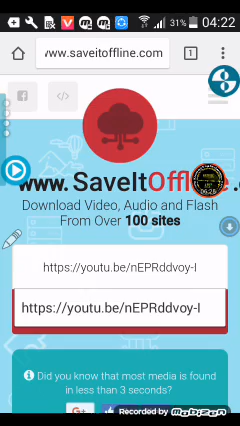 31% 04:22
www.saveitoffline.com
1
www.SaveItOffline.c
Download Video, Audio and Flash
From Over 100 sites
https://youtu.be/nEPRddvoy-I
https://youtu.be/nEPRddvoy-I
Did you know that most media is found
in less than 3 seconds?
G+ Recorded by Mobizen